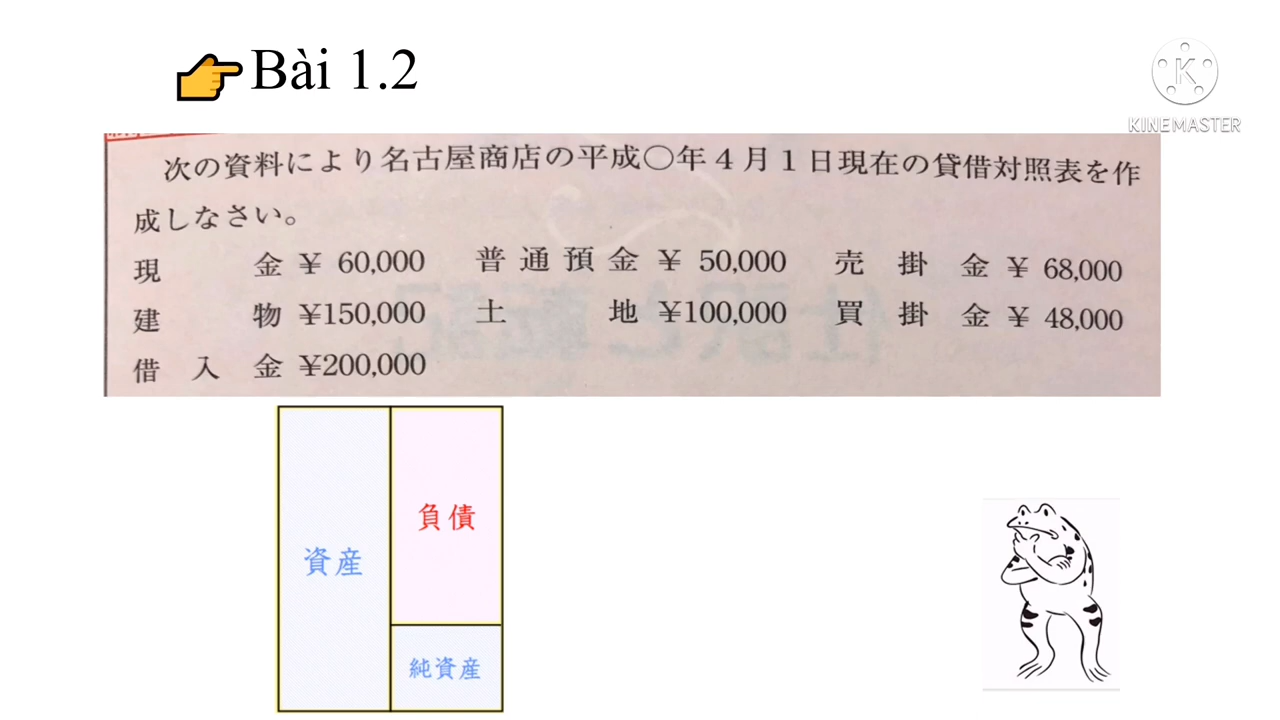 👉Bài 1.2
KINEMASTER
次の資料により名古屋商店の平成〇年4月1日現在の貸借対照表を作
成しなさい。
現金¥ 60,000 普通預金¥ 50,000 売掛金¥ 68,000
建物¥150,000 土地¥100,000 買掛金¥ 48,000
借入金¥200,000
負債
資産
純資産